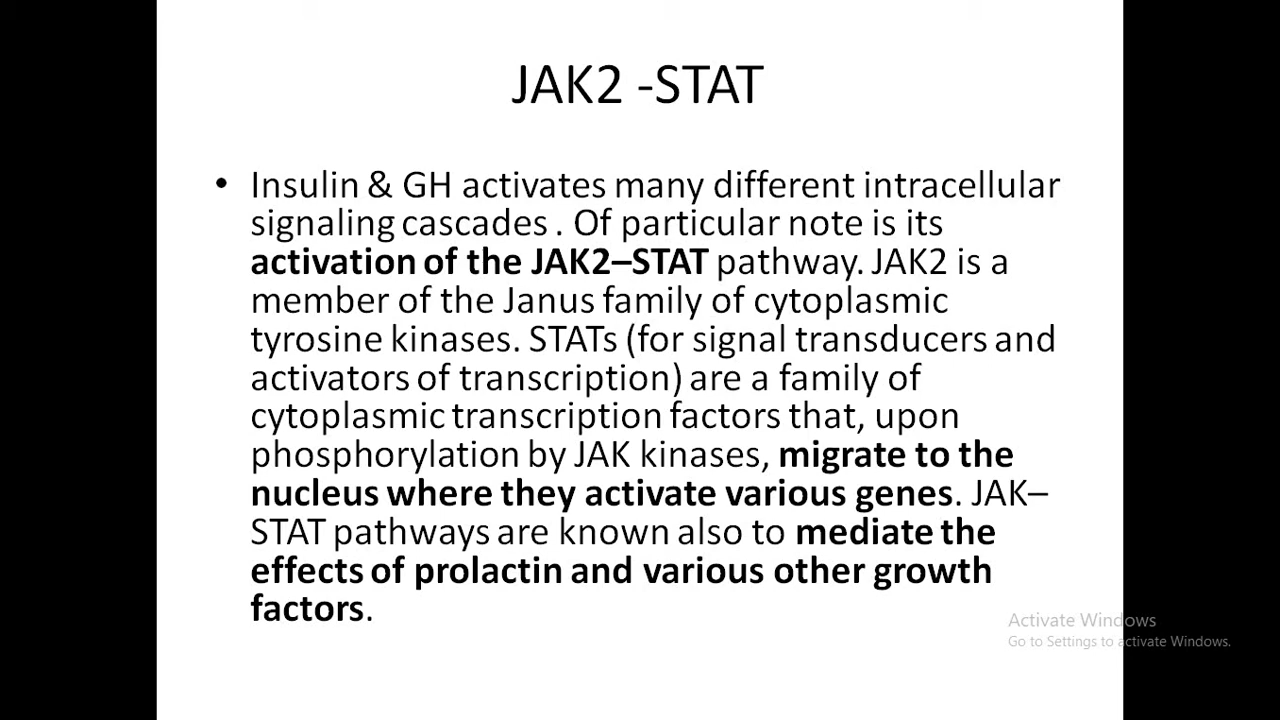 JAK2 -STAT
• Insulin & GH activates many different intracellular
signaling cascades . Of particular note is its
activation of the JAK2–STAT pathway. JAK2 is a
member of the Janus family of cytoplasmic
tyrosine kinases. STATs (for signal transducers and
activators of transcription) are a family of
cytoplasmic transcription factors that, upon
phosphorylation by JAK kinases, migrate to the
nucleus where they activate various genes. JAK–
STAT pathways are known also to mediate the
effects of prolactin and various other growth
factors.
Activate Windows
Go to Settings to activate Windows.